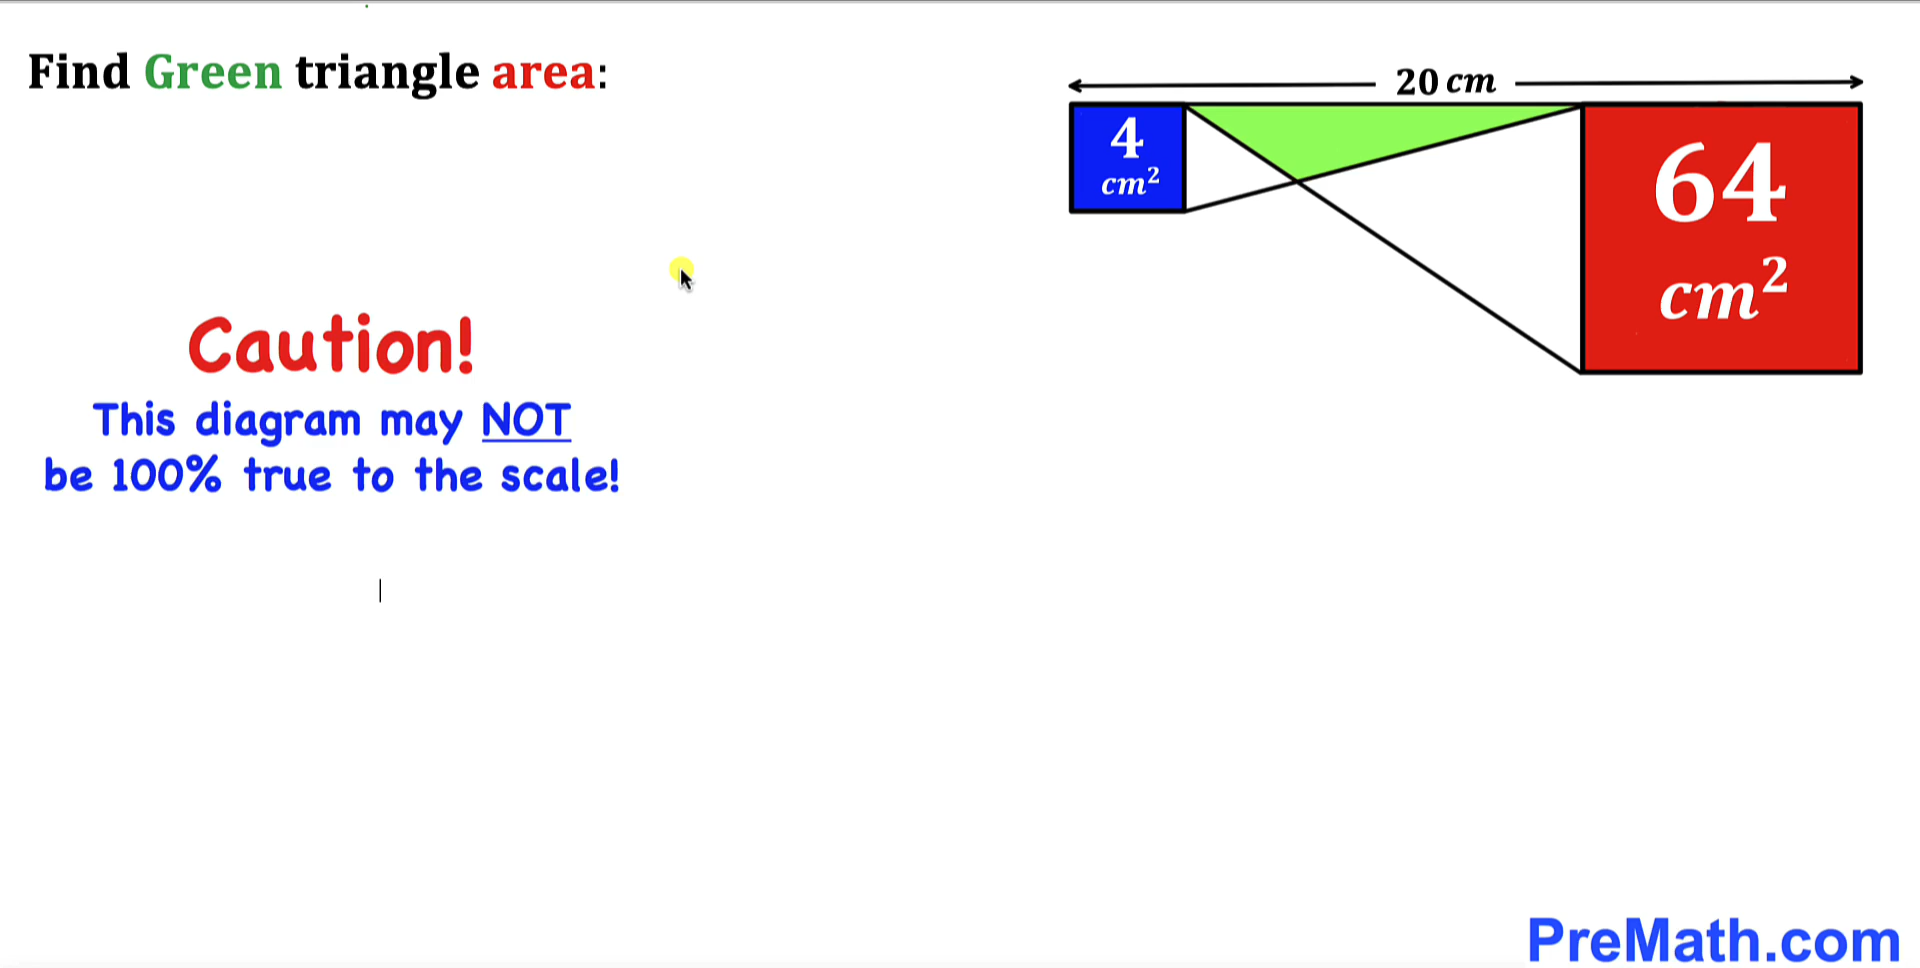 Find Green triangle area:
20 cm
4
cm²
64
cm²
Caution!
This diagram may NOT
be 100% true to the scale!
PreMath.com